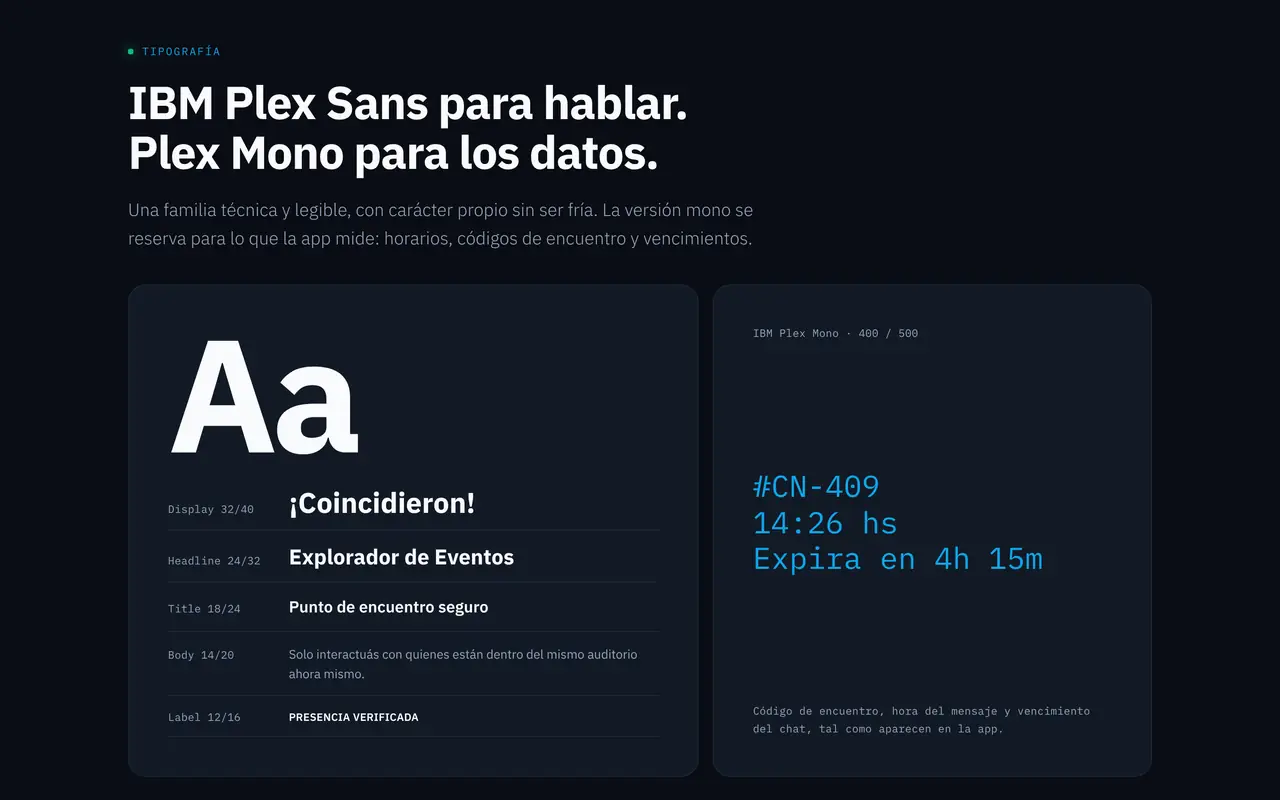 TIPOGRAFÍA
IBM Plex Sans para hablar.
Plex Mono para los datos.
Una familia técnica y legible, con carácter propio sin ser fría. La versión mono se
reserva para lo que la app mide: horarios, códigos de encuentro y vencimientos.
Aa
Display 32/40 ¡Coincidieron!
Headline 24/32 Explorador de Eventos
Title 18/24 Punto de encuentro seguro
Body 14/20 Solo interactuás con quienes están dentro del mismo auditorio
ahora mismo.
Label 12/16 PRESENCIA VERIFICADA
IBM Plex Mono · 400 / 500
#CN-409
14:26 hs
Expira en 4h 15m
Código de encuentro, hora del mensaje y vencimiento
del chat, tal como aparecen en la app.